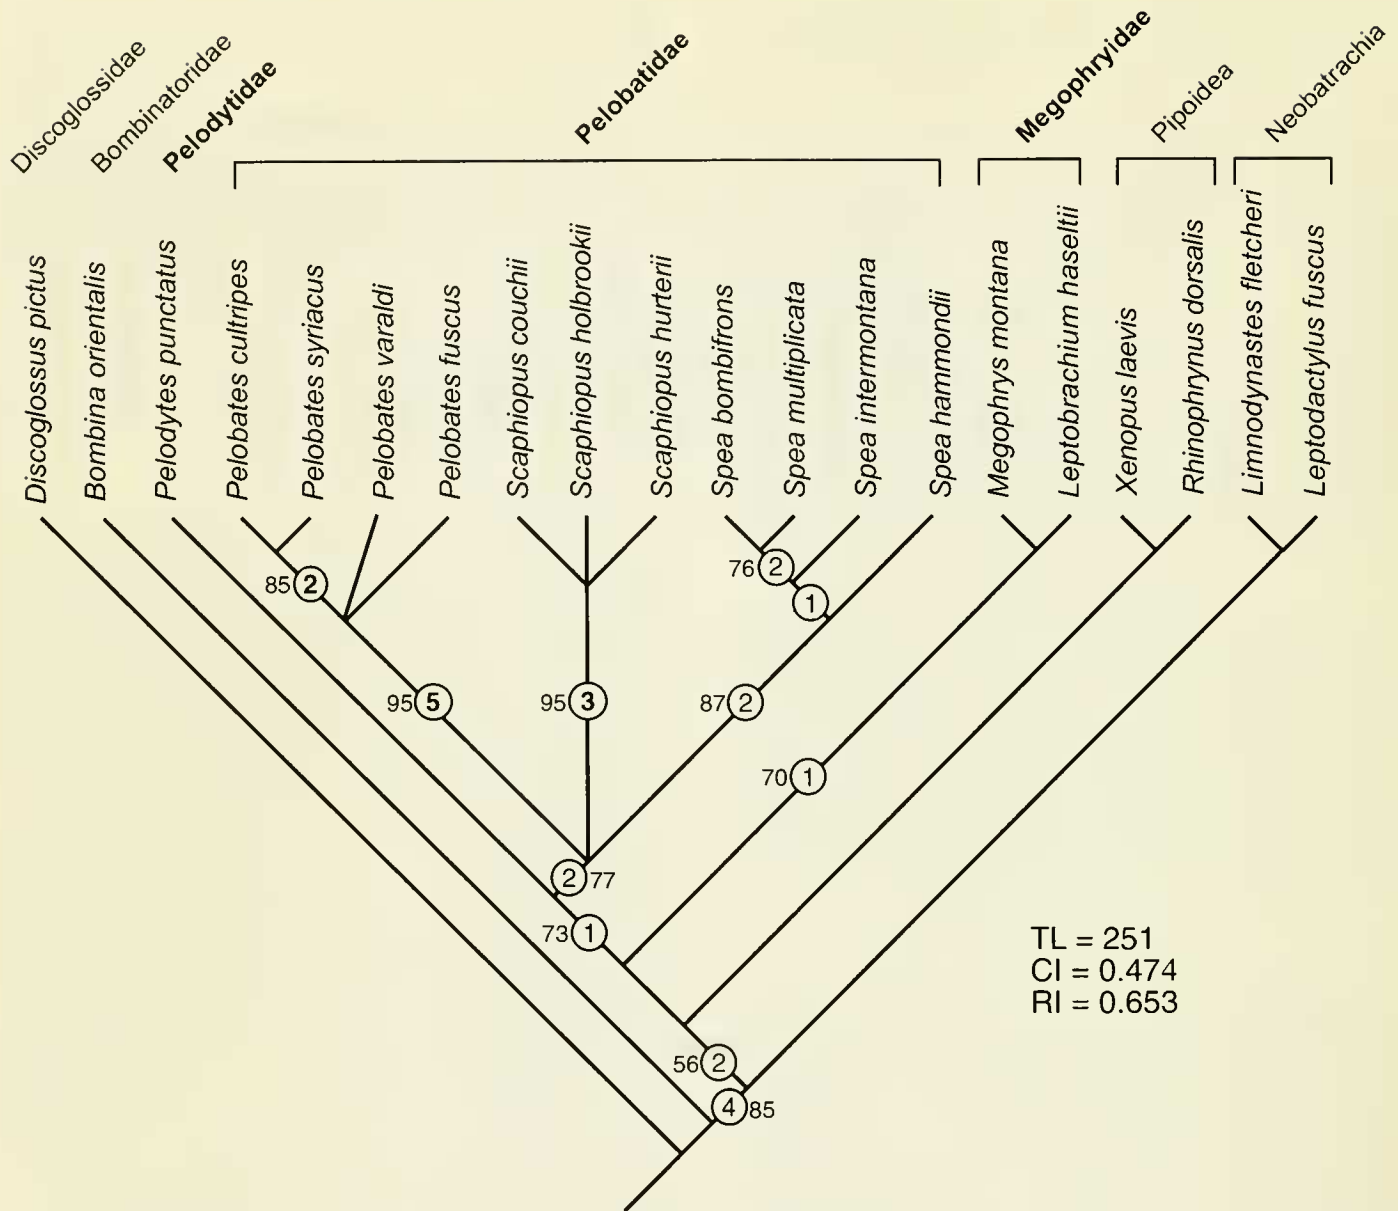 Discoglossidae
Bombinatoridae
Pelodytidae
Pelobatidae
Megophryidae
Pipoidea
Neobatrachia
Discoglossus pictus
Bombina orientalis
Pelodytes punctatus
Pelobates cultripes
Pelobates syriacus
Pelobates varaldi
Pelobates fuscus
Scaphiopus couchii
Scaphiopus holbrookii
Scaphiopus hurterii
Spea bombifrons
Spea multiplicata
Spea intermontana
Spea hammondii
Megophrys montana
Leptobrachium haseltii
Xenopus laevis
Rhinophrynus dorsalis
Limnodynastes fletcheri
Leptodactylus fuscus
76 2
85 2
1
95 5
95 3
87 2
70 1
2 77
73 1
TL = 251
CI = 0.474
RI = 0.653
56 2
4 85